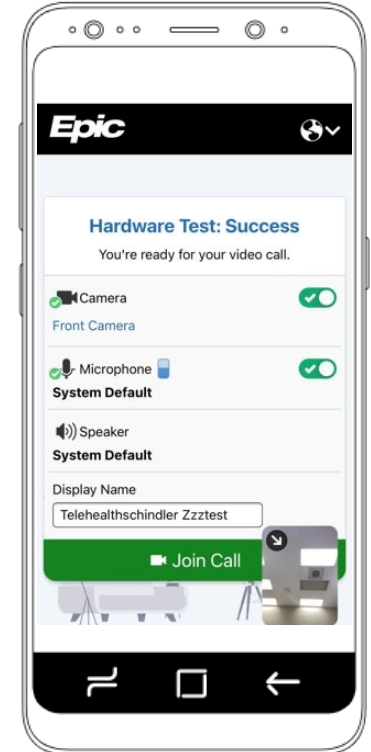 Epic
Hardware Test: Success
You're ready for your video call.
Camera
Front Camera
Microphone
System Default
Speaker
System Default
Display Name
Telehealthschindler Zzztest
Join Call